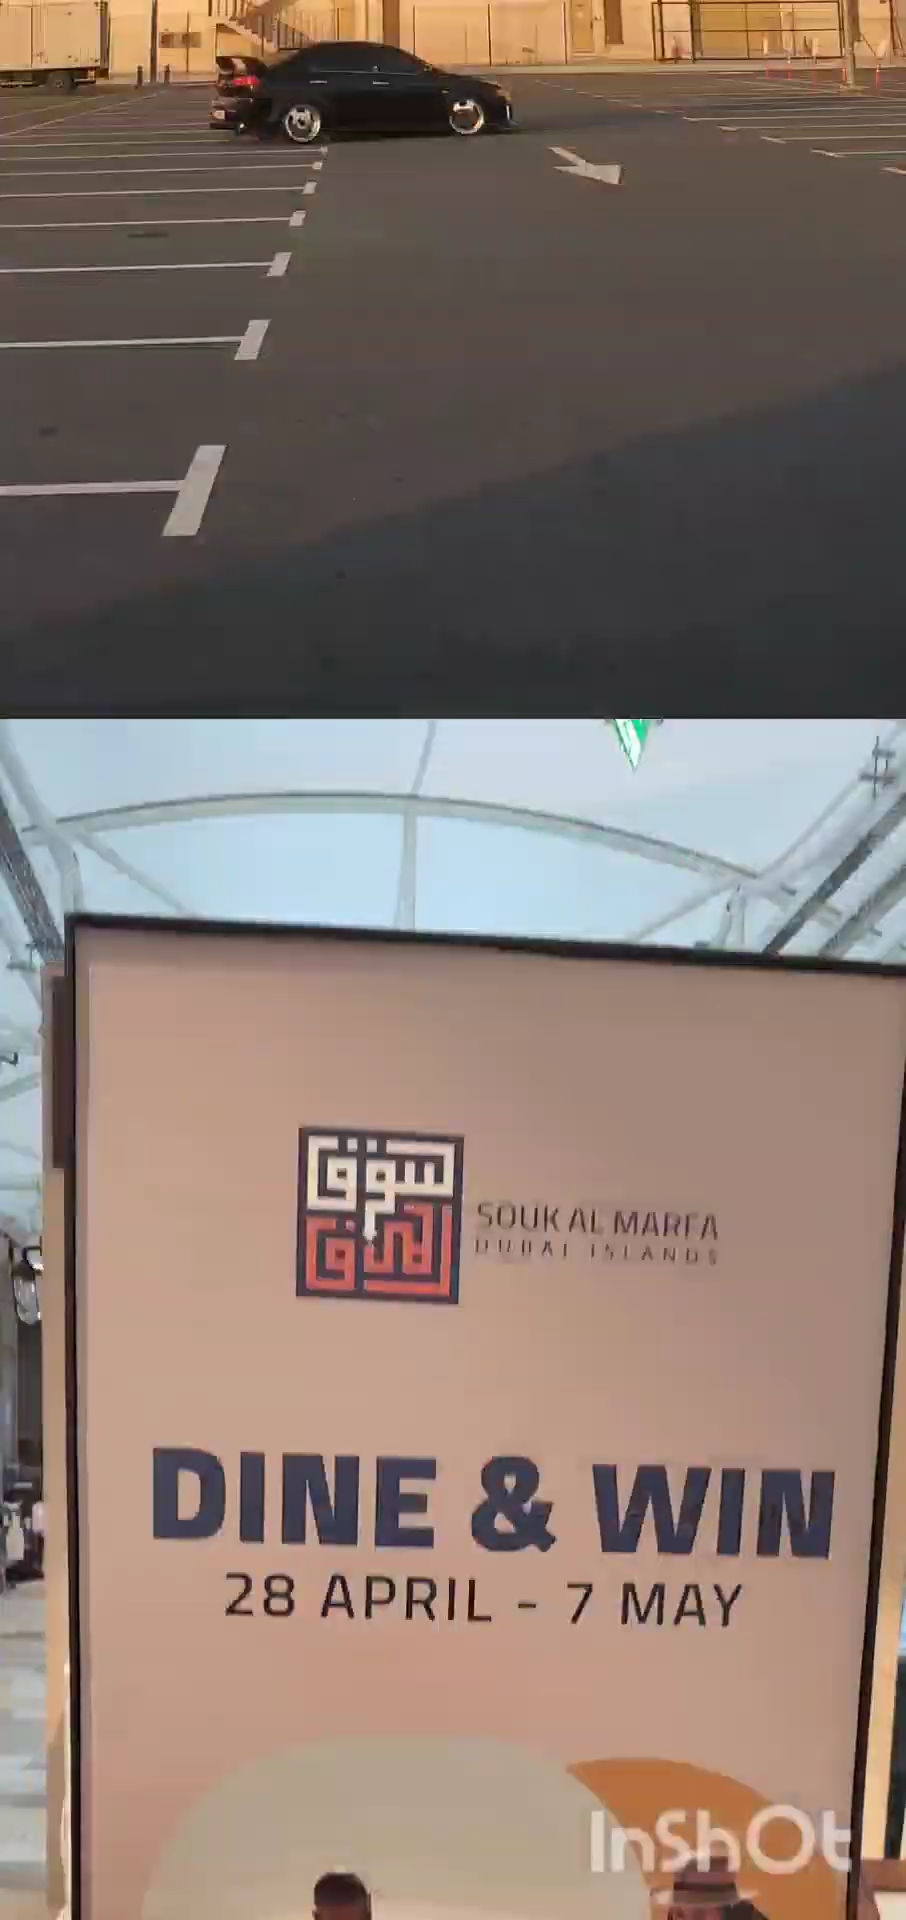 سوق
المرفأ
SOUK AL MARFA
DUBAI ISLANDS
DINE & WIN
28 APRIL - 7 MAY
InShOt